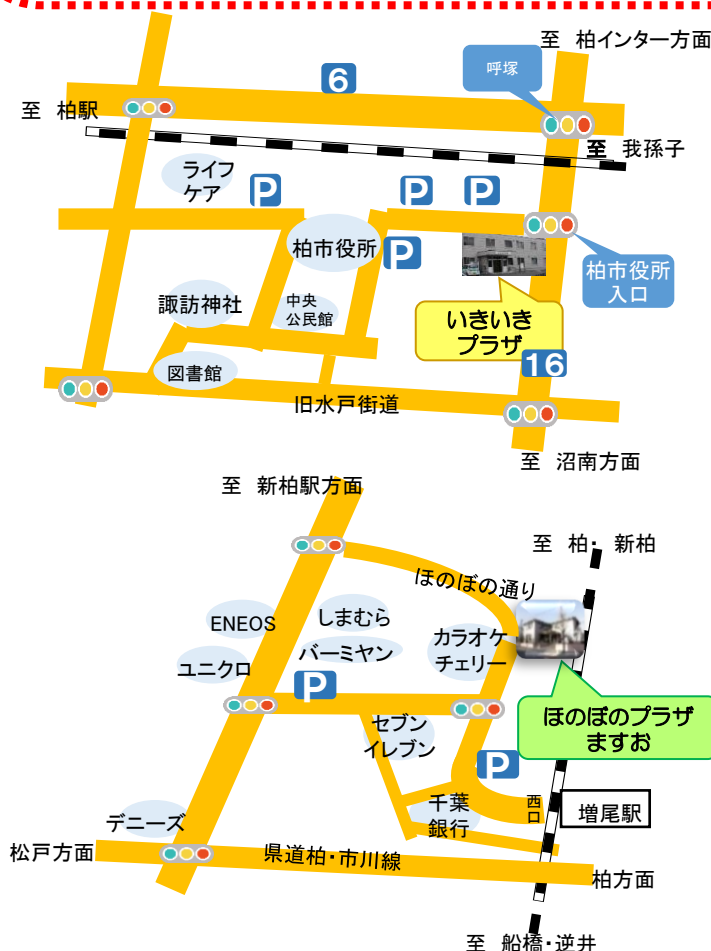 至 柏インター方面
呼塚
6
至 柏駅
至 我孫子
ライフ
ケア
P
P
P
柏市役所
P
柏市役所
入口
諏訪神社
中央
公民館
いきいき
プラザ
16
図書館
旧水戸街道
至 沼南方面
至 新柏駅方面
至 柏・新柏
ほのぼの通り
ENEOS
しまむら
カラオケ
チェリー
バーミヤン
ユニクロ
P
ほのぼのプラザ
ますお
セブン
イレブン
P
千葉
銀行
西口
増尾駅
デニーズ
松戸方面
県道柏・市川線
柏方面
至 船橋・逆井